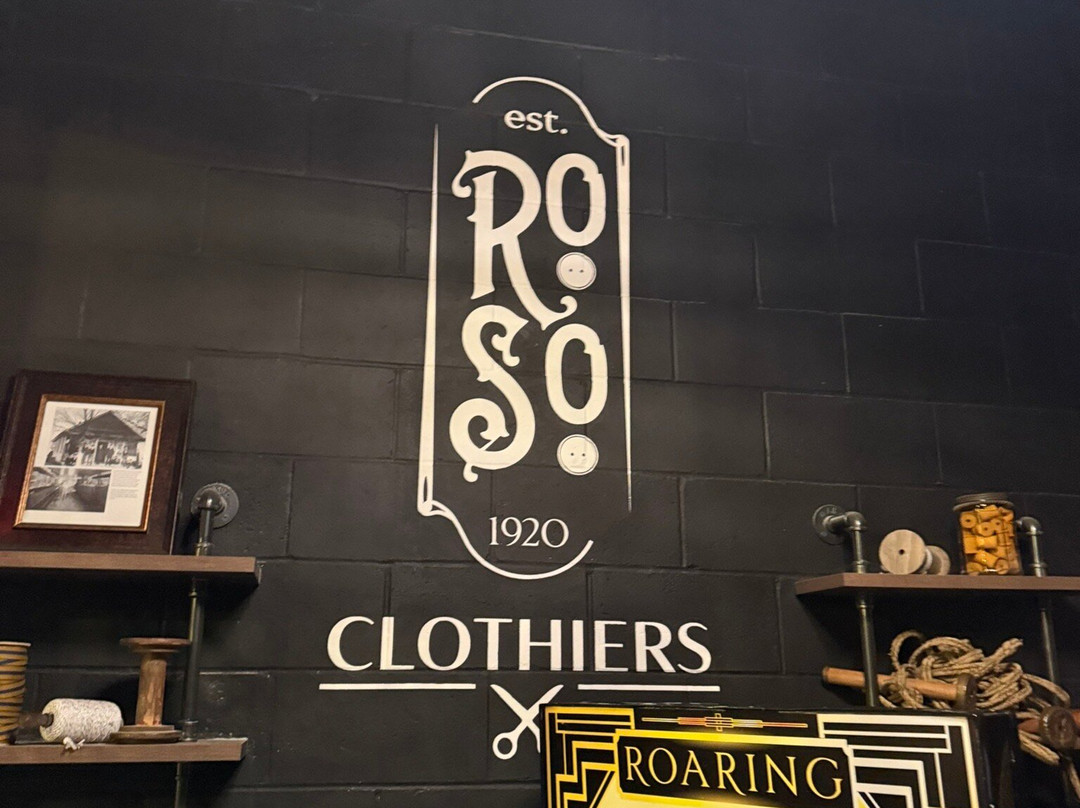 est.
RO
SO
1920
CLOTHIERS
ROARING